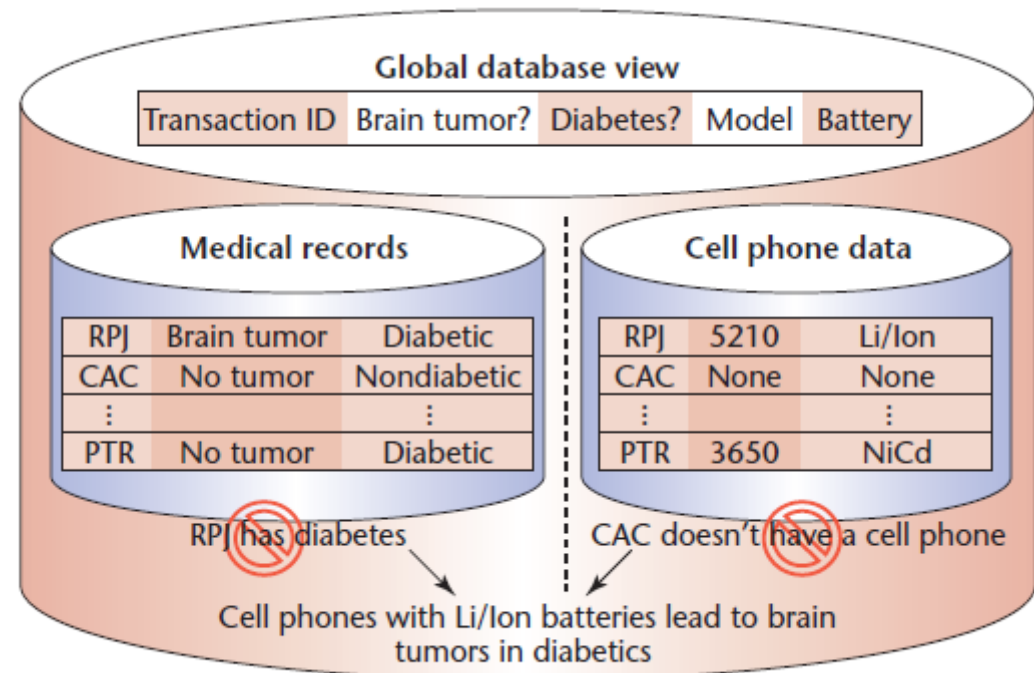 Global database view
Transaction ID Brain tumor? Diabetes? Model Battery
Medical records
RPJ Brain tumor Diabetic
CAC No tumor Nondiabetic
⋮ ⋮
PTR No tumor Diabetic
Cell phone data
RPJ 5210 Li/Ion
CAC None None
⋮ ⋮
PTR 3650 NiCd
RPJ has diabetes
CAC doesn't have a cell phone
Cell phones with Li/Ion batteries lead to brain
tumors in diabetics